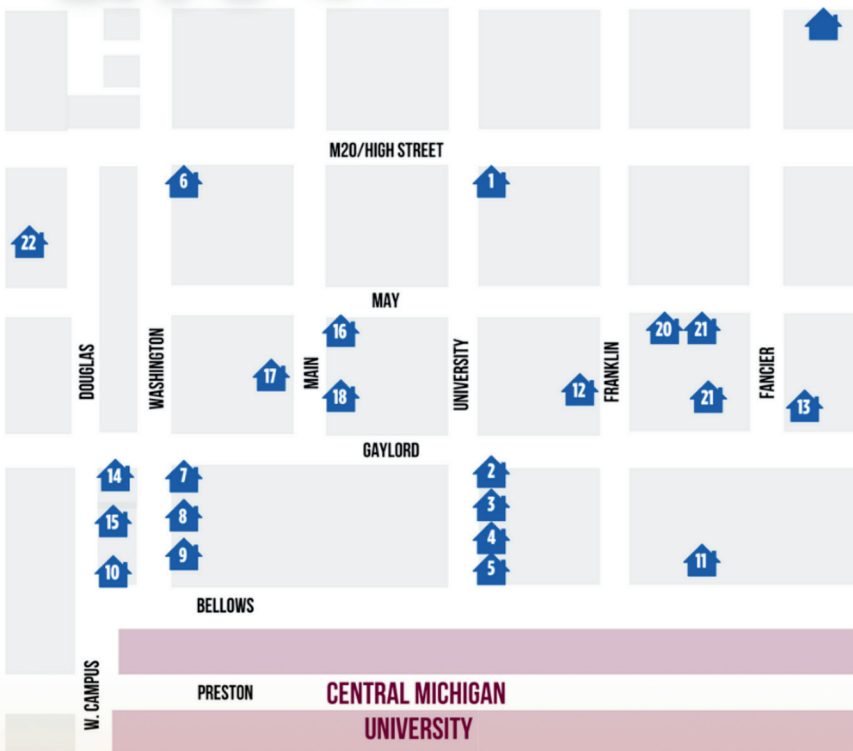 M20/HIGH STREET
6
1
22
MAY
16
20
21
DOUGLAS
WASHINGTON
MAIN
UNIVERSITY
FRANKLIN
FANCIER
17
18
12
21
13
GAYLORD
14
7
2
15
8
3
10
9
4
5
11
BELLOWS
W. CAMPUS
PRESTON
CENTRAL MICHIGAN
UNIVERSITY